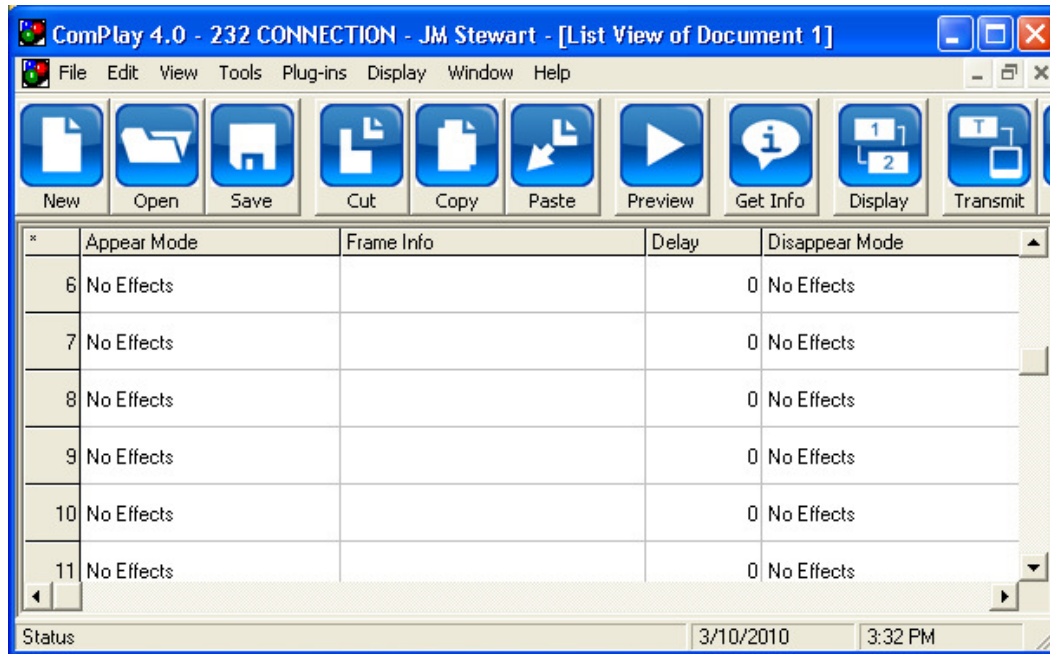 ComPlay 4.0 - 232 CONNECTION - JM Stewart - [List View of Document 1]
File Edit View Tools Plug-ins Display Window Help
1
2
T
New Open Save Cut Copy Paste Preview Get Info Display Transmit
* Appear Mode Frame Info Delay Disappear Mode
6 No Effects 0 No Effects
7 No Effects 0 No Effects
8 No Effects 0 No Effects
9 No Effects 0 No Effects
10 No Effects 0 No Effects
11 No Effects 0 No Effects
Status 3/10/2010 3:32 PM